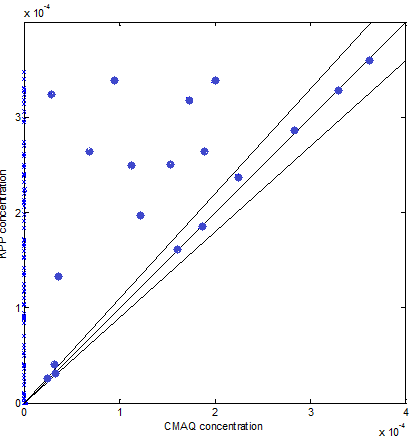 x 10⁻⁴
3
2
1
0
KPP concentration
0
1
2
3
4
CMAQ concentration
x 10⁻⁴